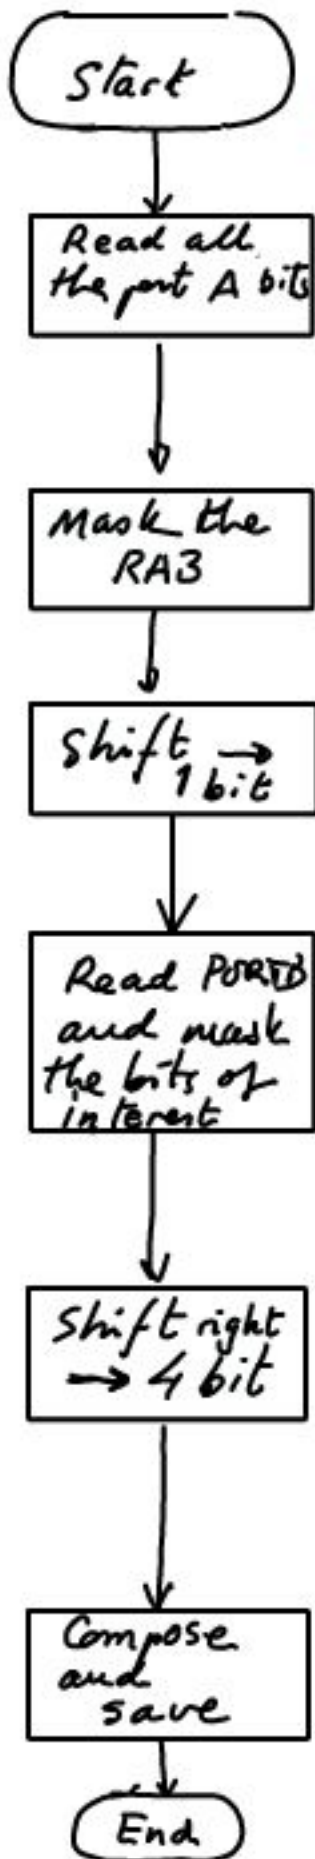 Start
Read all
the port A bits
Mask the
RA3
Shift →
1 bit
Read PORTB
and mask
the bits of
interest
Shift right
→ 4 bit
Compose
and
save
End